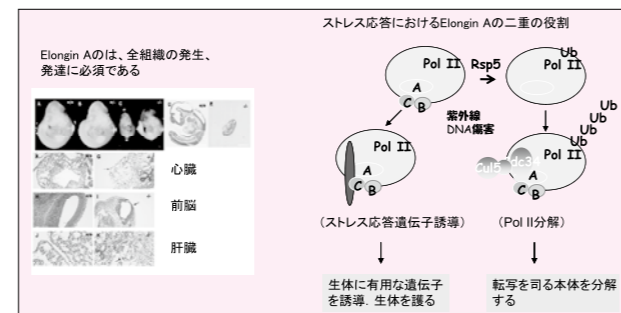 Elongin Aのは、全組織の発生、
発達に必須である
心臓
前脳
肝臓
ストレス応答におけるElongin Aの二重の役割
Pol II
A
C B
Rsp5
Ub
Pol II
紫外線
DNA傷害
Pol II
A
C B
Ub
Ub
Ub
Pol II
Cul5
dc34
A
C B
(ストレス応答遺伝子誘導)
(Pol II分解)
生体に有用な遺伝子
を誘導. 生体を護る
転写を司る本体を分解
する